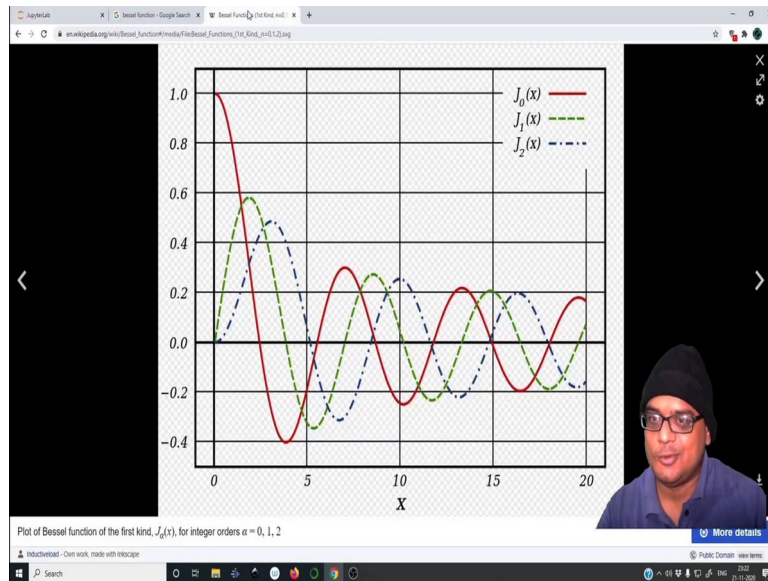 JupyterLab
bessel function - Google Search
W Bessel Functions (1st Kind, n=0
en.wikipedia.org/wiki/Bessel_function#/media/File:Bessel_Functions_(1st_Kind,_n=0,1,2).svg
1.0
0.8
0.6
0.4
0.2
0.0
−0.2
−0.4
J0(x)
J1(x)
J2(x)
0 5 10 15 20
X
Plot of Bessel function of the first kind, Jα(x), for integer orders α = 0, 1, 2
More details
Inductiveload - Own work, made with Inkscape
Public Domain view terms
Search
ENG
23:22
21-11-2020